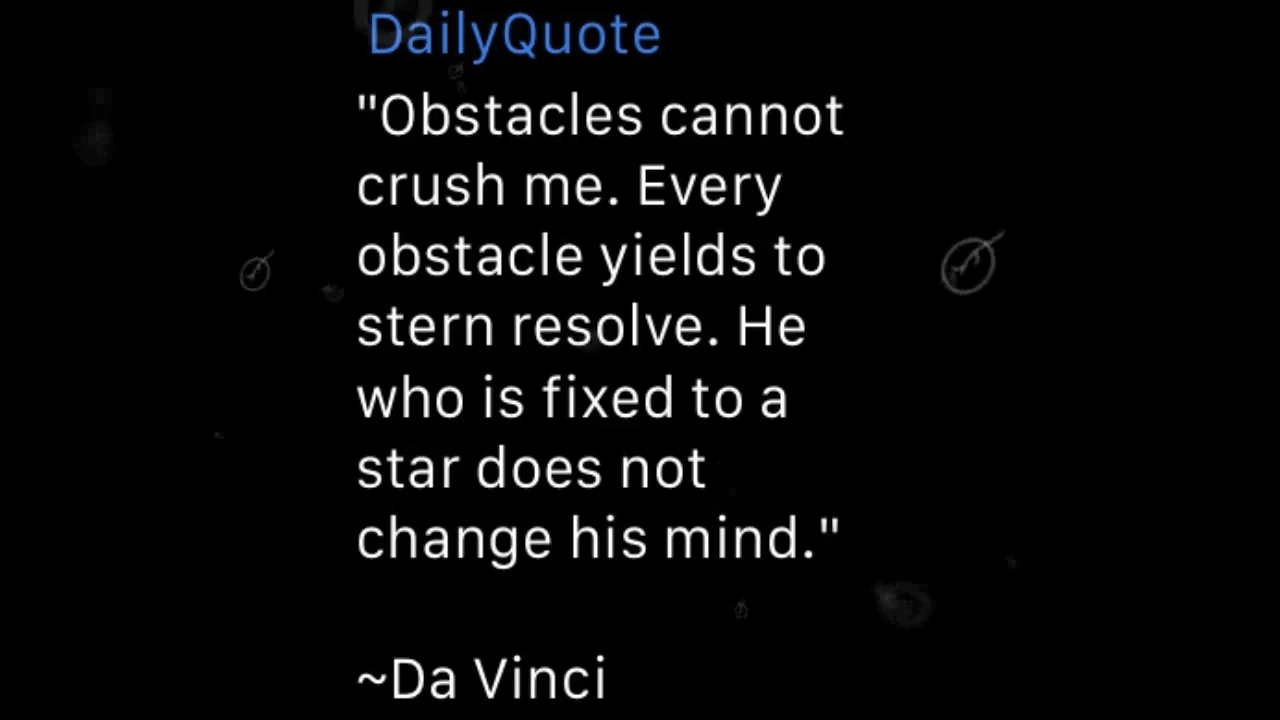 DailyQuote
"Obstacles cannot
crush me. Every
obstacle yields to
stern resolve. He
who is fixed to a
star does not
change his mind."
~Da Vinci